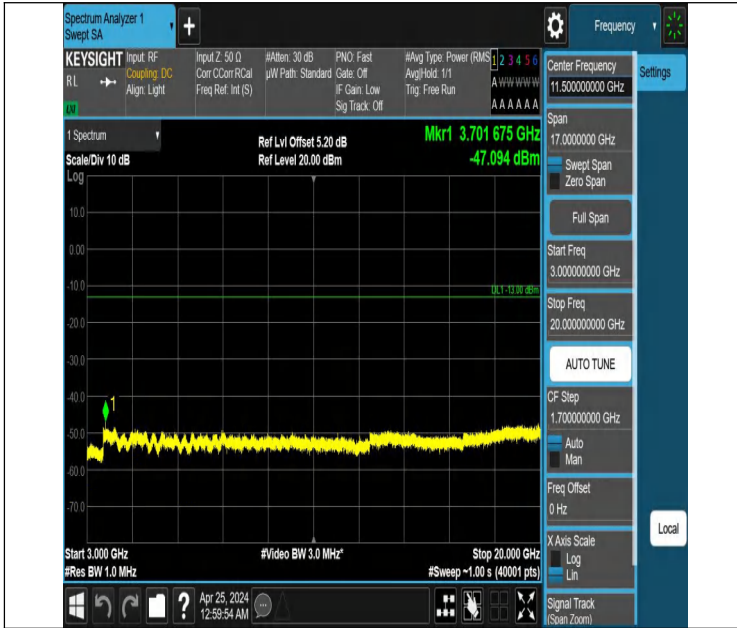 Spectrum Analyzer 1
Swept SA
+
Frequency
KEYSIGHT
RL
Input: RF
Coupling: DC
Align: Light
Input Z: 50 Ω
Corr CCorr RCal
Freq Ref: Int (S)
#Atten: 30 dB
µW Path: Standard
PNO: Fast
Gate: Off
IF Gain: Low
Sig Track: Off
#Avg Type: Power (RMS
Avg|Hold: 1/1
Trig: Free Run
1 2 3 4 5 6
A W W W W W
A A A A A A
1 Spectrum
Scale/Div 10 dB
Log
Ref Lvl Offset 5.20 dB
Ref Level 20.00 dBm
Mkr1 3.701 675 GHz
-47.094 dBm
10.0
0.00
-10.0
DL1 -13.00 dBm
-20.0
-30.0
-40.0
1
-50.0
-60.0
-70.0
Start 3.000 GHz
#Video BW 3.0 MHz*
Stop 20.000 GHz
#Res BW 1.0 MHz
#Sweep ~1.00 s (40001 pts)
?
Apr 25, 2024
12:59:54 AM
Center Frequency
11.500000000 GHz
Settings
Span
17.0000000 GHz
Swept Span
Zero Span
Full Span
Start Freq
3.000000000 GHz
Stop Freq
20.000000000 GHz
AUTO TUNE
CF Step
1.700000000 GHz
Auto
Man
Freq Offset
0 Hz
X Axis Scale
Log
Lin
Local
Signal Track
(Span Zoom)